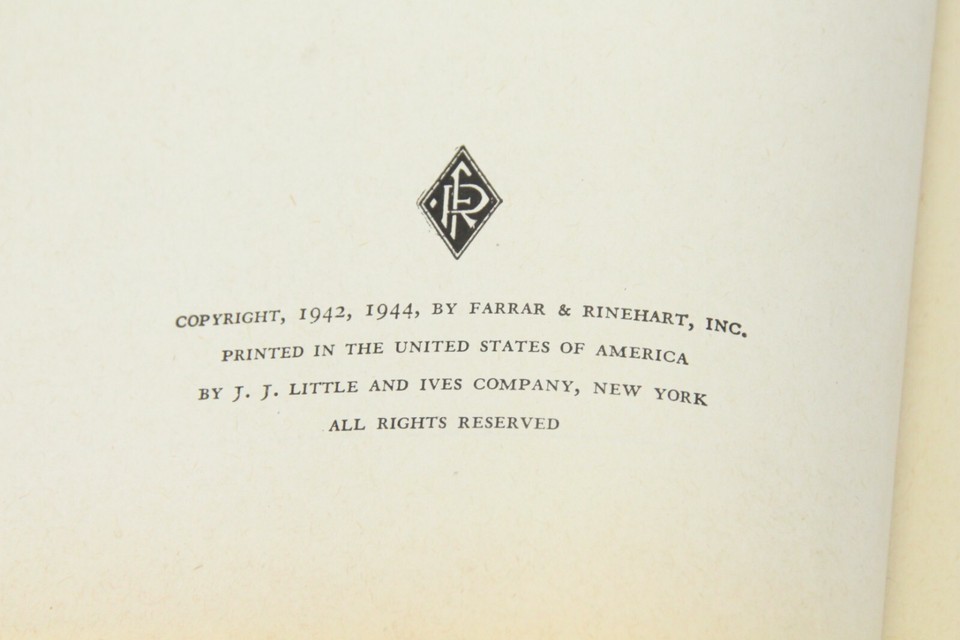 FR
COPYRIGHT, 1942, 1944, BY FARRAR & RINEHART, INC.
PRINTED IN THE UNITED STATES OF AMERICA
BY J. J. LITTLE AND IVES COMPANY, NEW YORK
ALL RIGHTS RESERVED